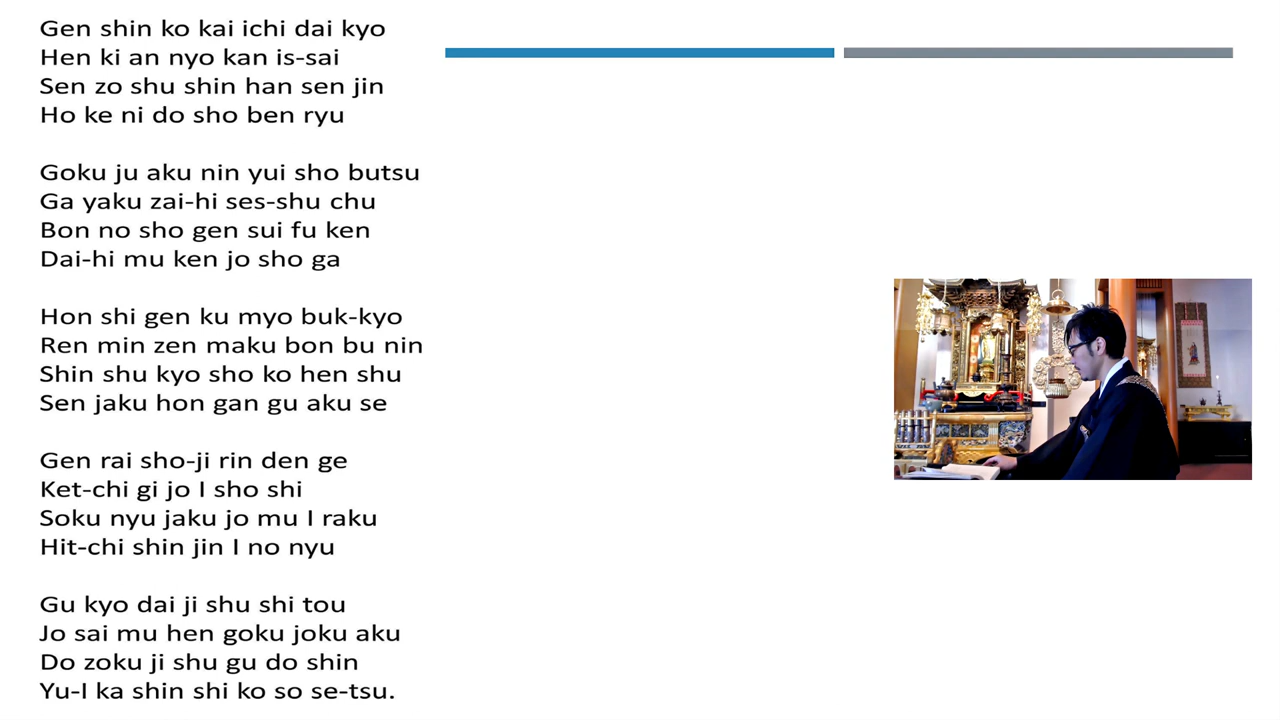 Gen shin ko kai ichi dai kyo
Hen ki an nyo kan is-sai
Sen zo shu shin han sen jin
Ho ke ni do sho ben ryu
Goku ju aku nin yui sho butsu
Ga yaku zai-hi ses-shu chu
Bon no sho gen sui fu ken
Dai-hi mu ken jo sho ga
Hon shi gen ku myo buk-kyo
Ren min zen maku bon bu nin
Shin shu kyo sho ko hen shu
Sen jaku hon gan gu aku se
Gen rai sho-ji rin den ge
Ket-chi gi jo I sho shi
Soku nyu jaku jo mu I raku
Hit-chi shin jin I no nyu
Gu kyo dai ji shu shi tou
Jo sai mu hen goku joku aku
Do zoku ji shu gu do shin
Yu-I ka shin shi ko so se-tsu.